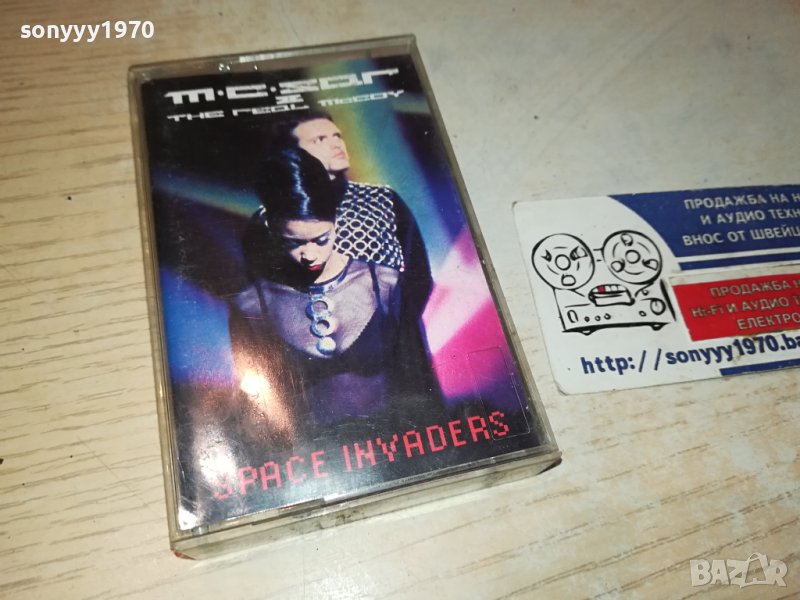 sonyyy1970
M·C·SAR
&
THE REAL McCOY
SPACE INVADERS
ПРОДАЖБА НА H
И АУДИО ТЕХН
ВНОС ОТ ШВЕЙЦ
ПРОДАЖБА Н
Hi-Fi И АУДИО Т
ЕЛЕКТРО
http://sonyyy1970.ba
BAZAR